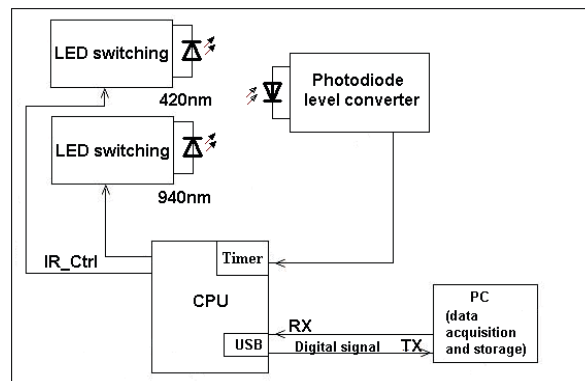 LED switching
420nm
Photodiode
level converter
LED switching
940nm
IR_Ctrl
Timer
CPU
USB
RX
Digital signal
TX
PC
(data
acquisition
and storage)